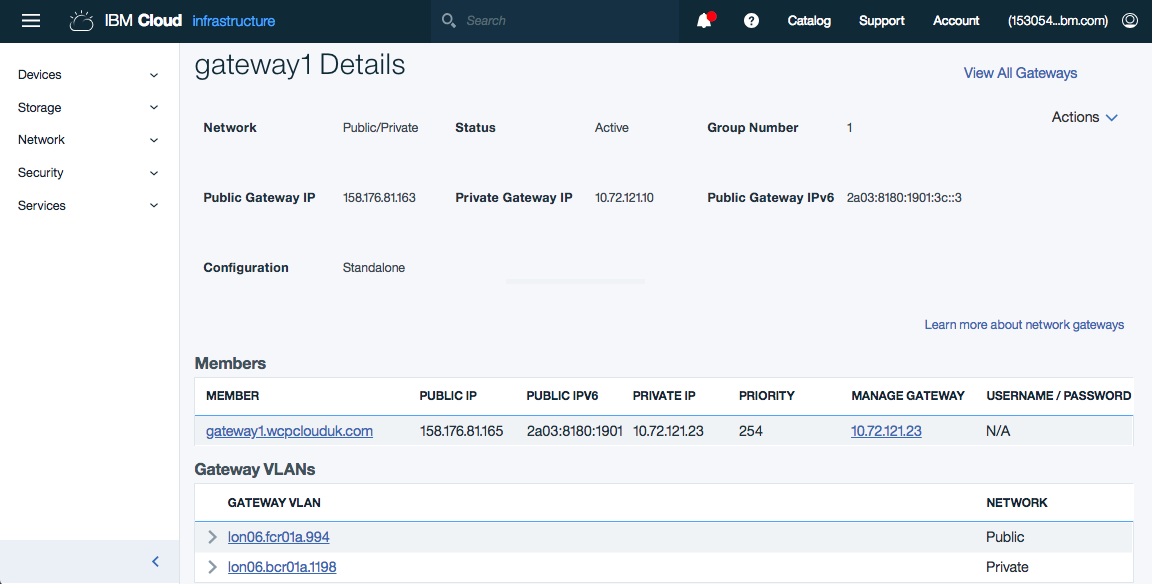 IBM Cloud infrastructure Search Catalog Support Account (153054...bm.com)
Devices
Storage
Network
Security
Services
gateway1 Details
View All Gateways
Actions
Network Public/Private Status Active Group Number 1
Public Gateway IP 158.176.81.163 Private Gateway IP 10.72.121.10 Public Gateway IPv6 2a03:8180:1901:3c::3
Configuration Standalone
Learn more about network gateways
Members
MEMBER PUBLIC IP PUBLIC IPV6 PRIVATE IP PRIORITY MANAGE GATEWAY USERNAME / PASSWORD
gateway1.wcpclouduk.com 158.176.81.165 2a03:8180:1901 10.72.121.23 254 10.72.121.23 N/A
Gateway VLANs
GATEWAY VLAN NETWORK
lon06.fcr01a.994 Public
lon06.bcr01a.1198 Private